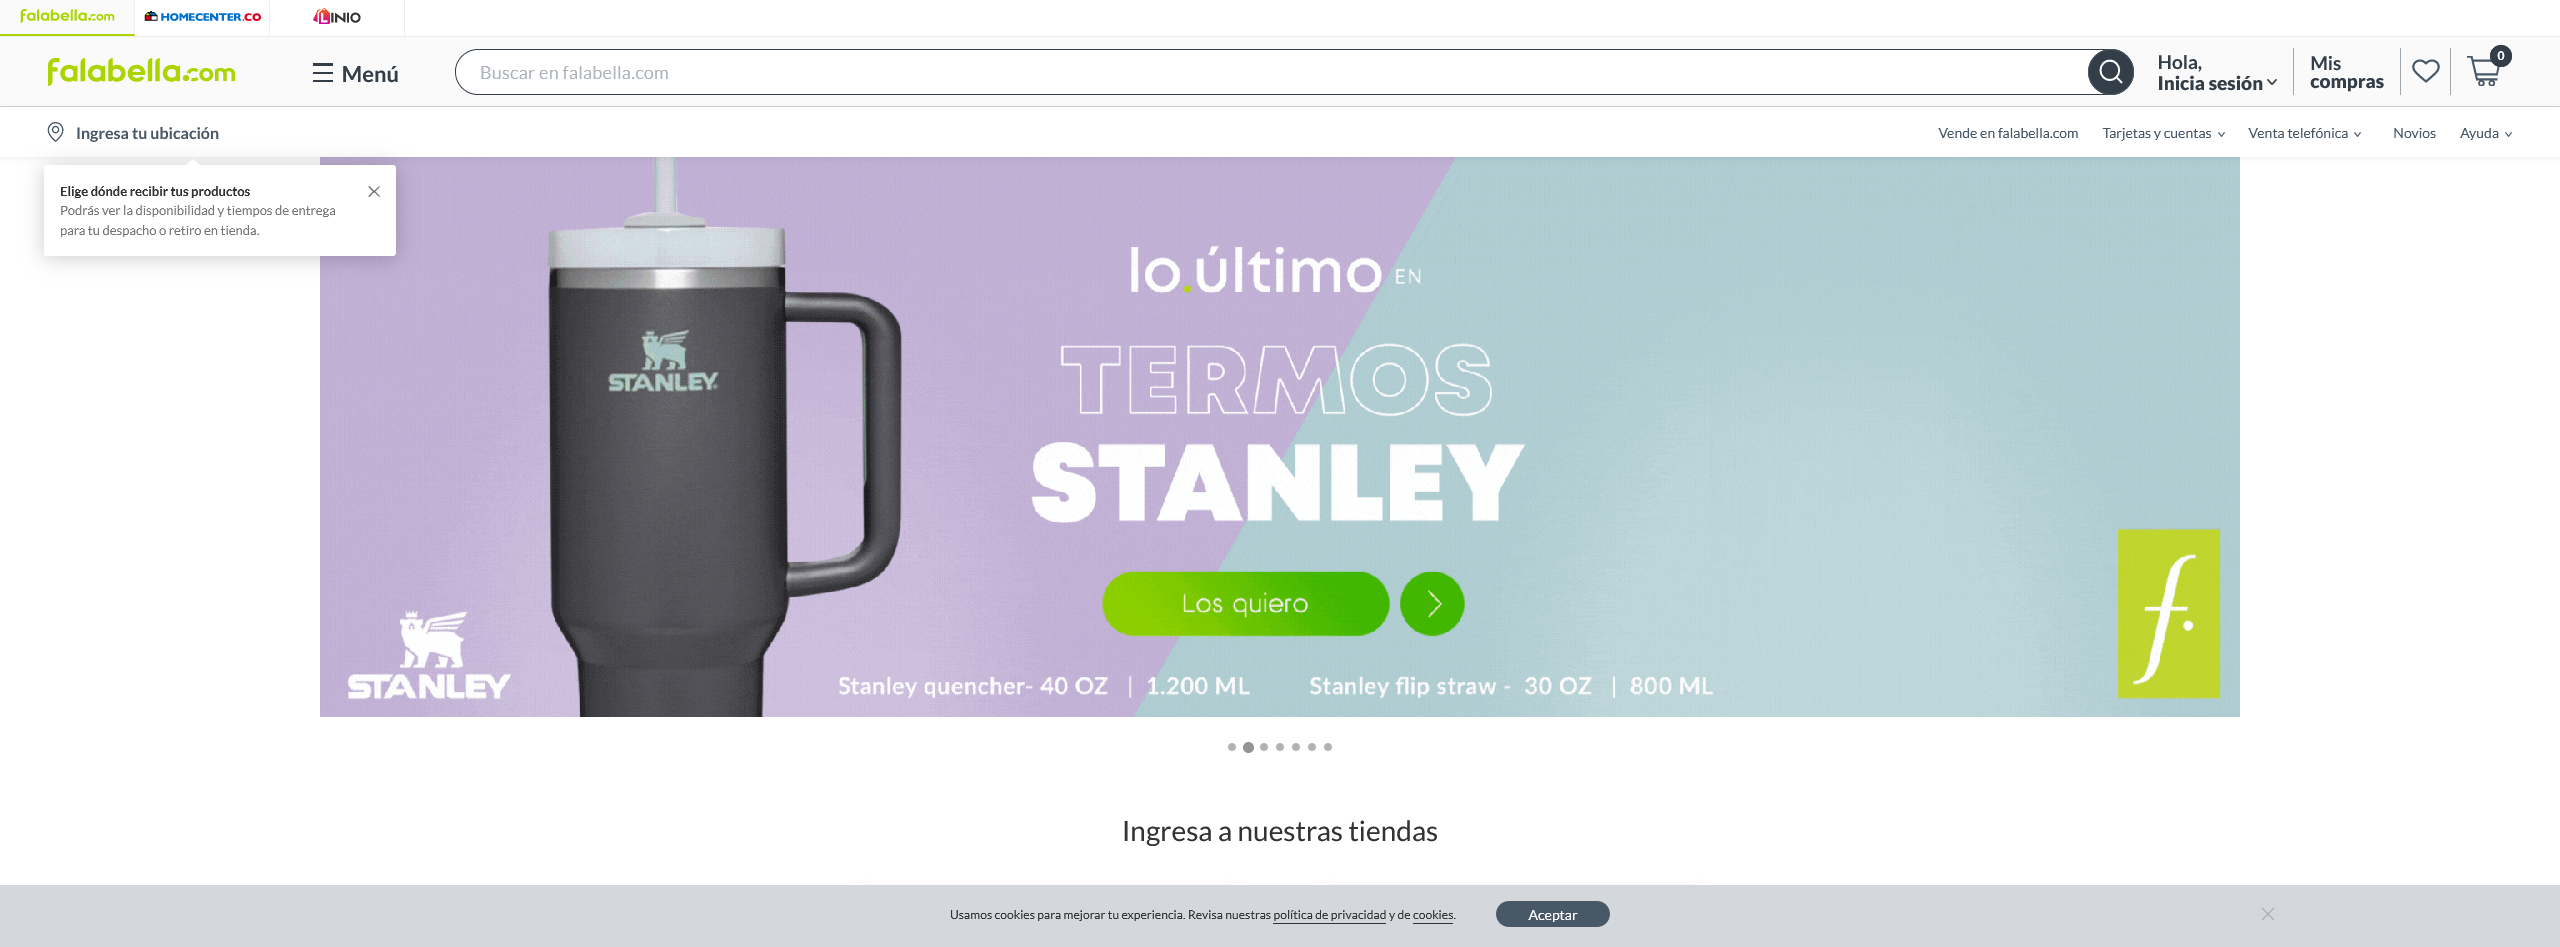 falabella.com
HOMECENTER.CO
LINIO
falabella.com
Menú
Buscar en falabella.com
Hola,
Inicia sesión
Mis
compras
0
Ingresa tu ubicación
Vende en falabella.com
Tarjetas y cuentas
Venta telefónica
Novios
Ayuda
Elige dónde recibir tus productos
Podrás ver la disponibilidad y tiempos de entrega
para tu despacho o retiro en tienda.
lo.último EN
TERMOS
STANLEY
STANLEY
Los quiero
STANLEY
Stanley quencher- 40 OZ | 1.200 ML
Stanley flip straw - 30 OZ | 800 ML
f.
Ingresa a nuestras tiendas
Usamos cookies para mejorar tu experiencia. Revisa nuestras política de privacidad y de cookies.
Aceptar